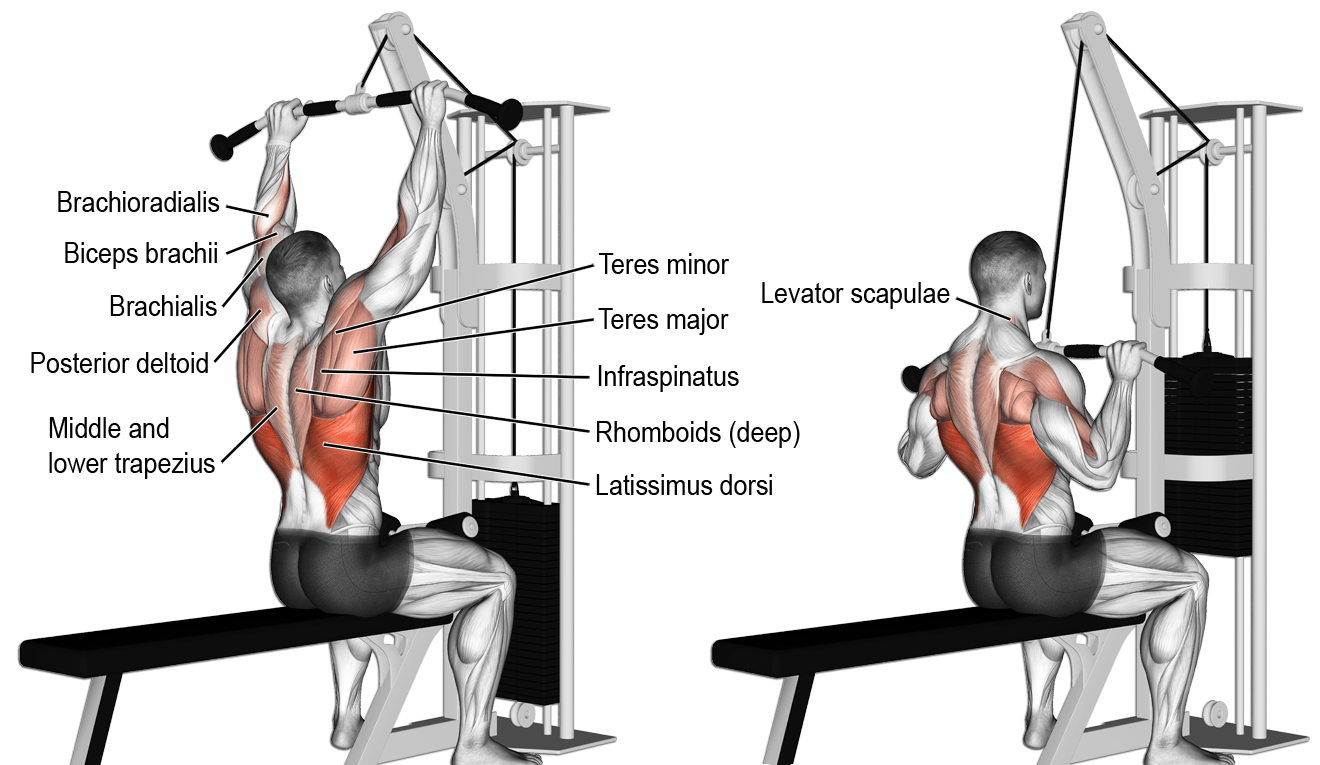 Brachioradialis
Biceps brachii
Brachialis
Posterior deltoid
Middle and
lower trapezius
Teres minor
Teres major
Infraspinatus
Rhomboids (deep)
Latissimus dorsi
Levator scapulae